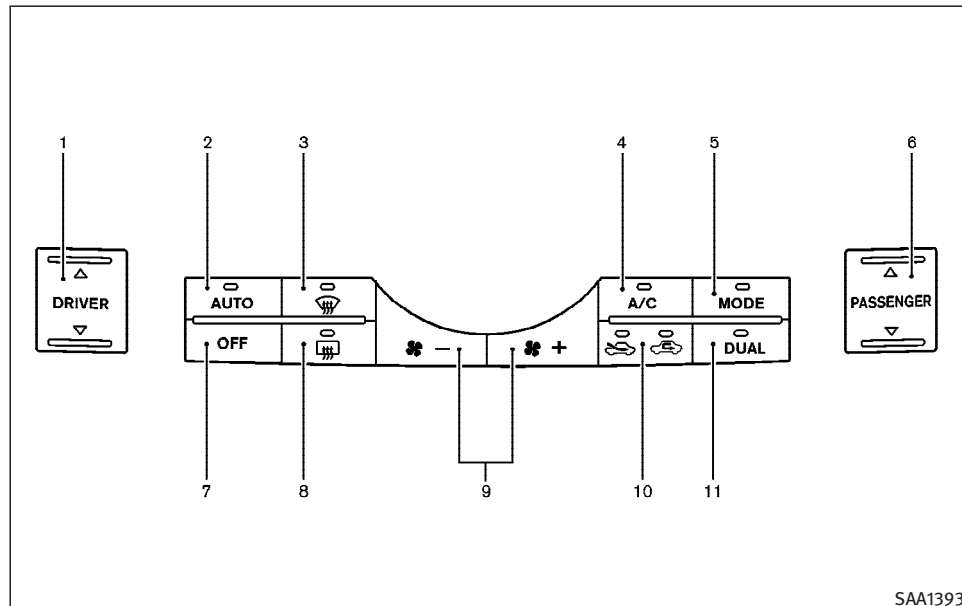 1 2 3 4 5 6
DRIVER AUTO A/C MODE PASSENGER
OFF − + DUAL
7 8 9 10 11
SAA1393